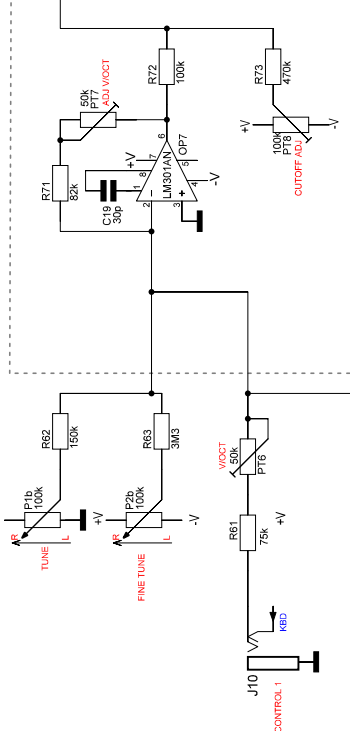 R72
100k
R73
470k
50k
PT7
ADJ V/OCT
+V
-V
100k
PT8
CUTOFF ADJ
R71
82k
C19
30p
+V
-V
LM301AN
OP7
1
2
3
4
5
6
7
8
-
+
R62
150k
R63
3M3
V/OCT
50k
PT6
P1b
100k
+V
P2b
100k
-V
R
L
TUNE
R
L
FINE TUNE
R61
75k
+V
KBD
J10
CONTROL 1